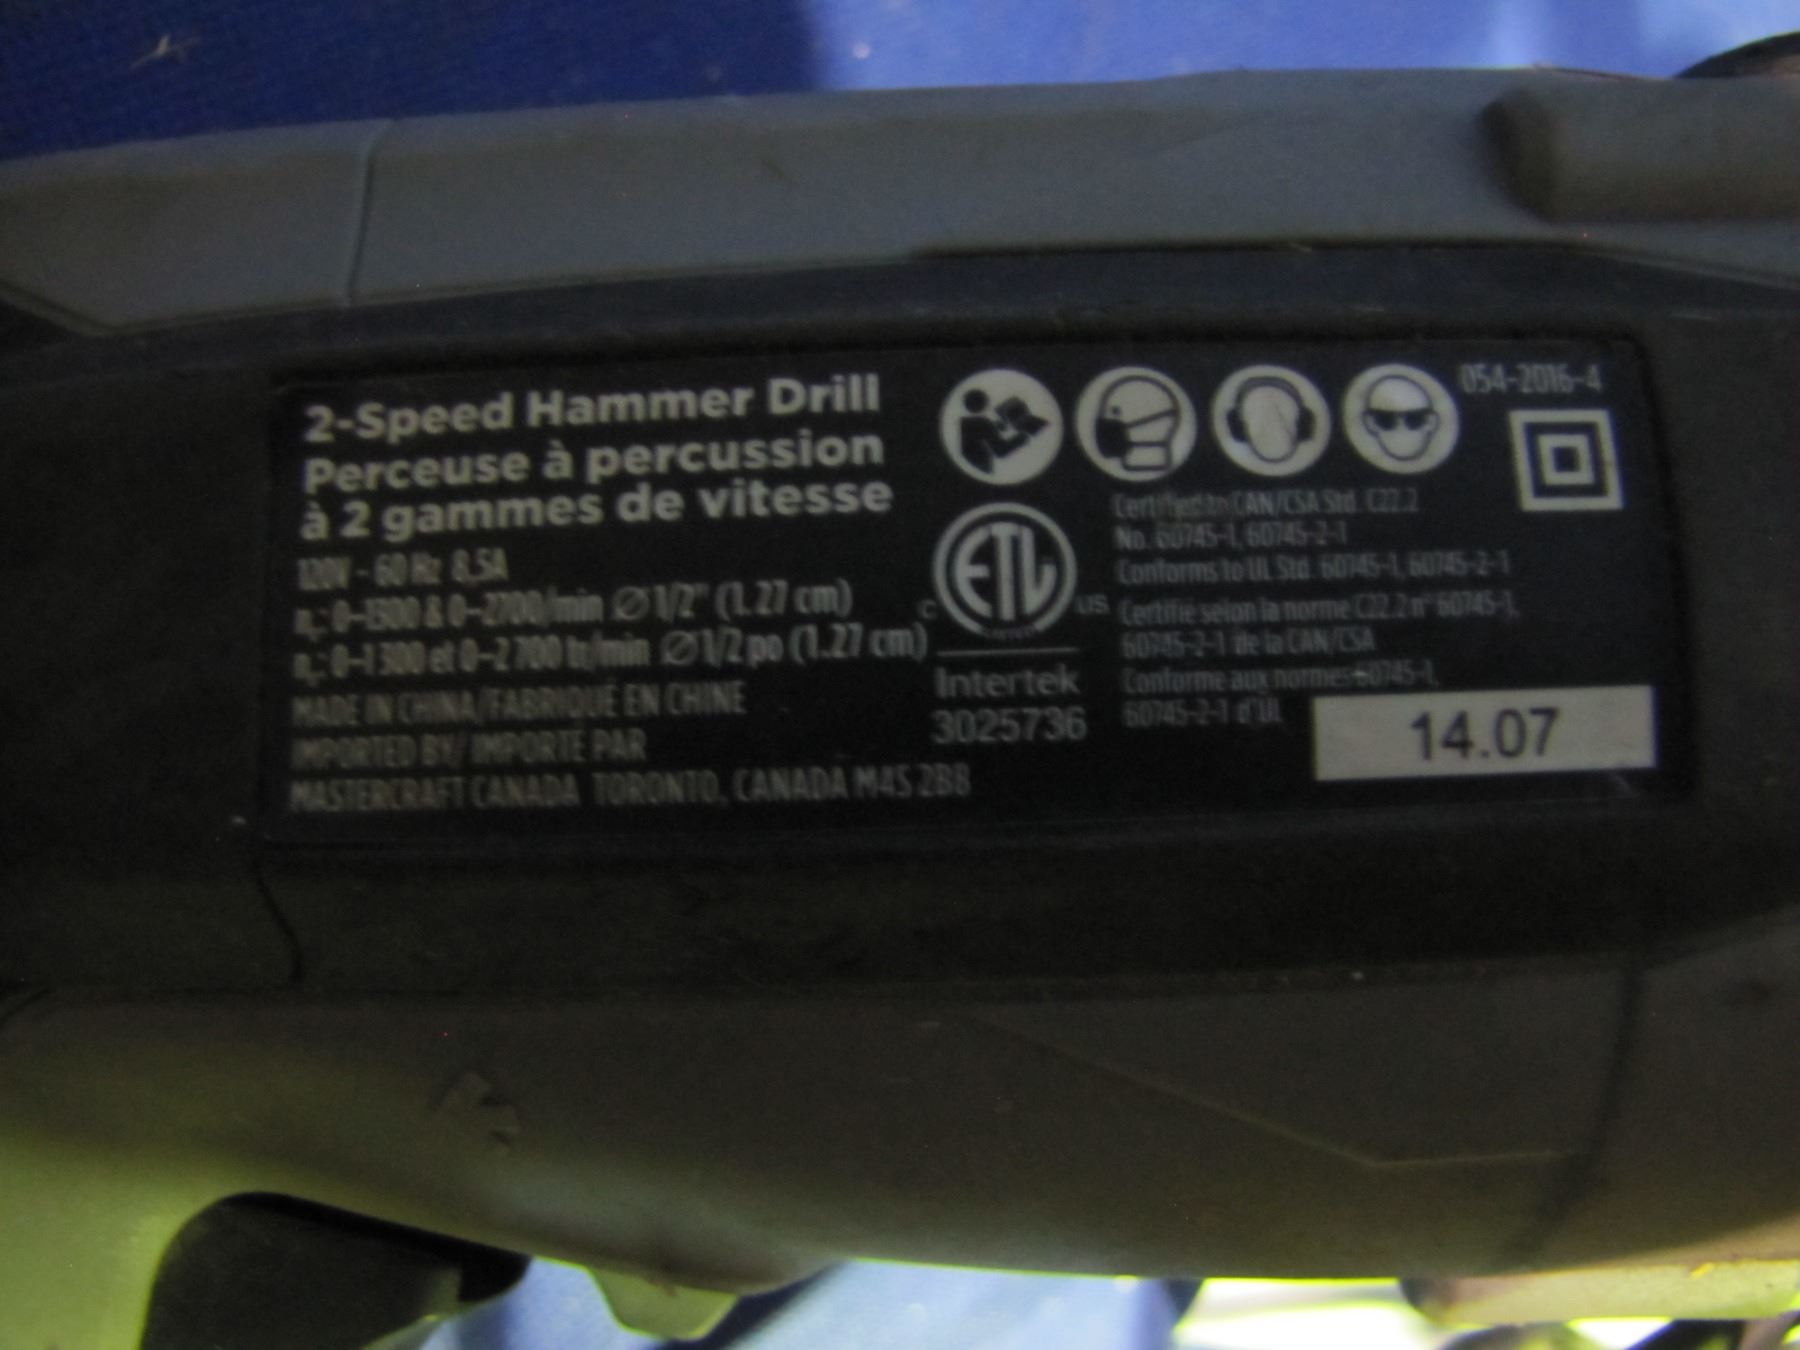 2-Speed Hammer Drill
Perceuse à percussion
à 2 gammes de vitesse
120V ~ 60 Hz 8,5A
n₀: 0-1300 & 0-2700/min ∅1/2" (1.27 cm)
n₀: 0-1 300 et 0-2 700 tr/min ∅1/2 po (1.27 cm)
MADE IN CHINA/FABRIQUÉ EN CHINE
IMPORTED BY/ IMPORTÉ PAR
MASTERCRAFT CANADA TORONTO, CANADA M4S 2B8
C ETL US
Intertek
3025736
054-2016-4
Certified to CAN/CSA Std. C22.2
No. 60745-1, 60745-2-1
Conforms to UL Std. 60745-1, 60745-2-1
Certifié selon la norme C22.2 n° 60745-1,
60745-2-1 de la CAN/CSA
Conforme aux normes 60745-1,
60745-2-1 d'UL
14.07